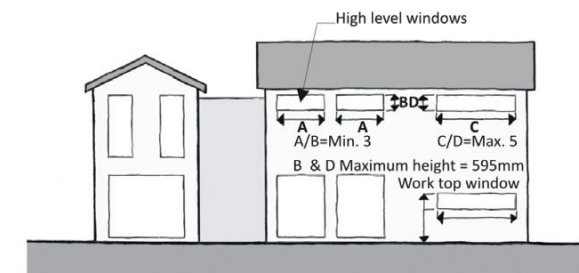 High level windows
BD
A A C
A/B=Min. 3 C/D=Max. 5
B & D Maximum height = 595mm
Work top window